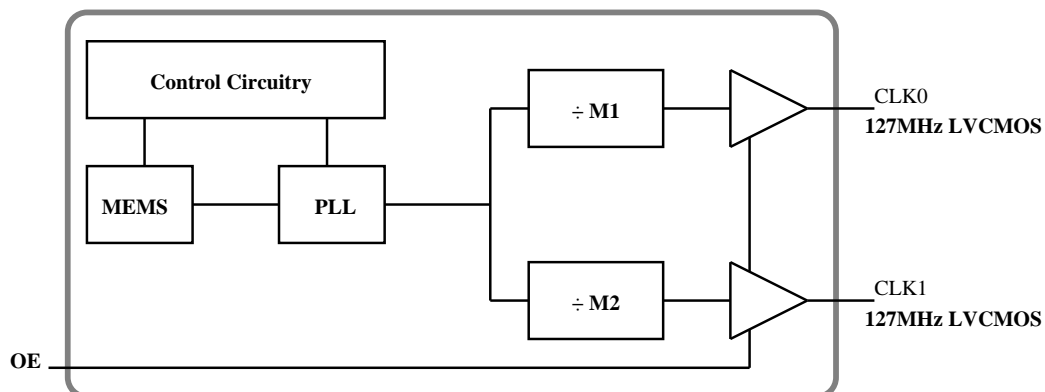 Control Circuitry
MEMS
PLL
÷ M1
÷ M2
CLK0
127MHz LVCMOS
CLK1
127MHz LVCMOS
OE